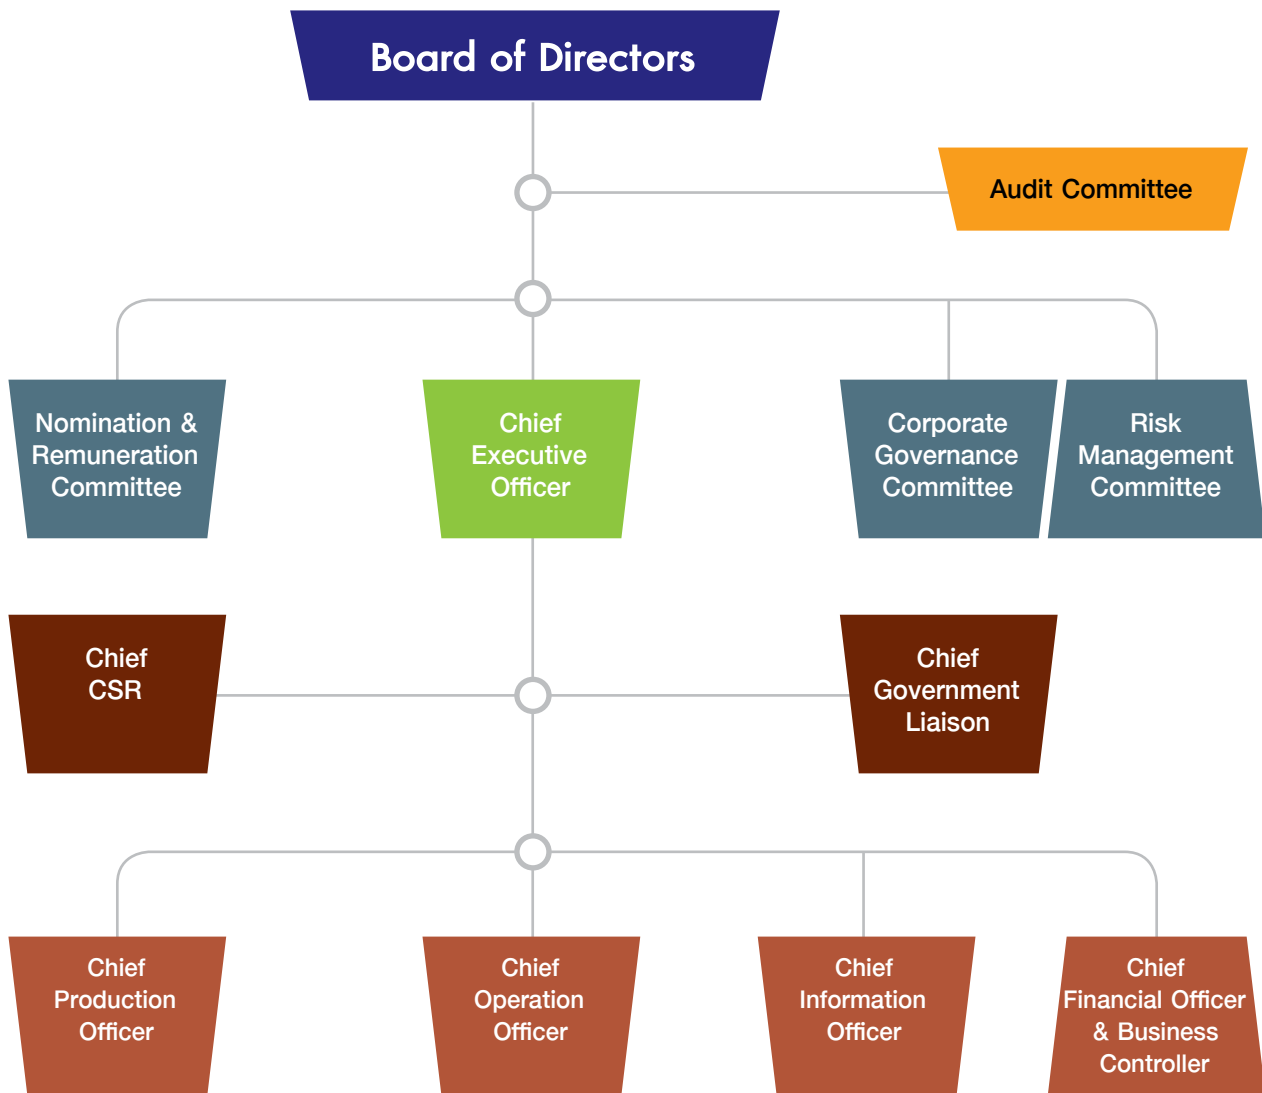 Board of Directors
Audit Committee
Nomination &
Remuneration
Committee
Chief
Executive
Officer
Corporate
Governance
Committee
Risk
Management
Committee
Chief
CSR
Chief
Government
Liaison
Chief
Production
Officer
Chief
Operation
Officer
Chief
Information
Officer
Chief
Financial Officer
& Business
Controller